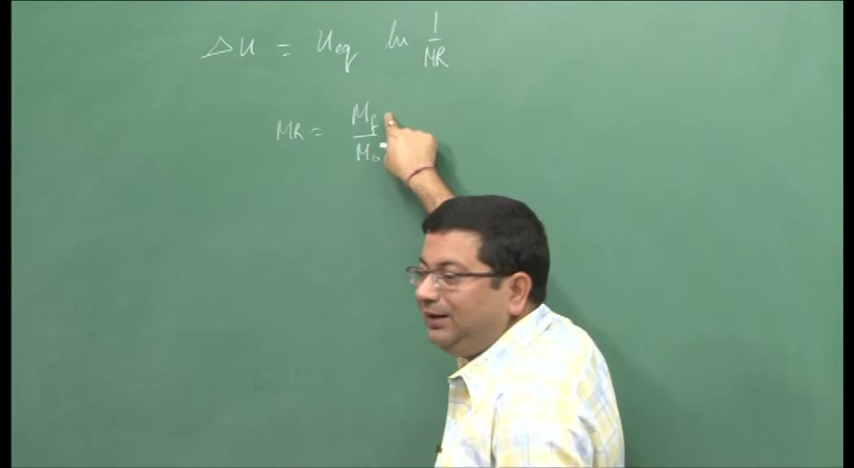 Δu = u_eq ln 1/MR
MR = M_f/M_o